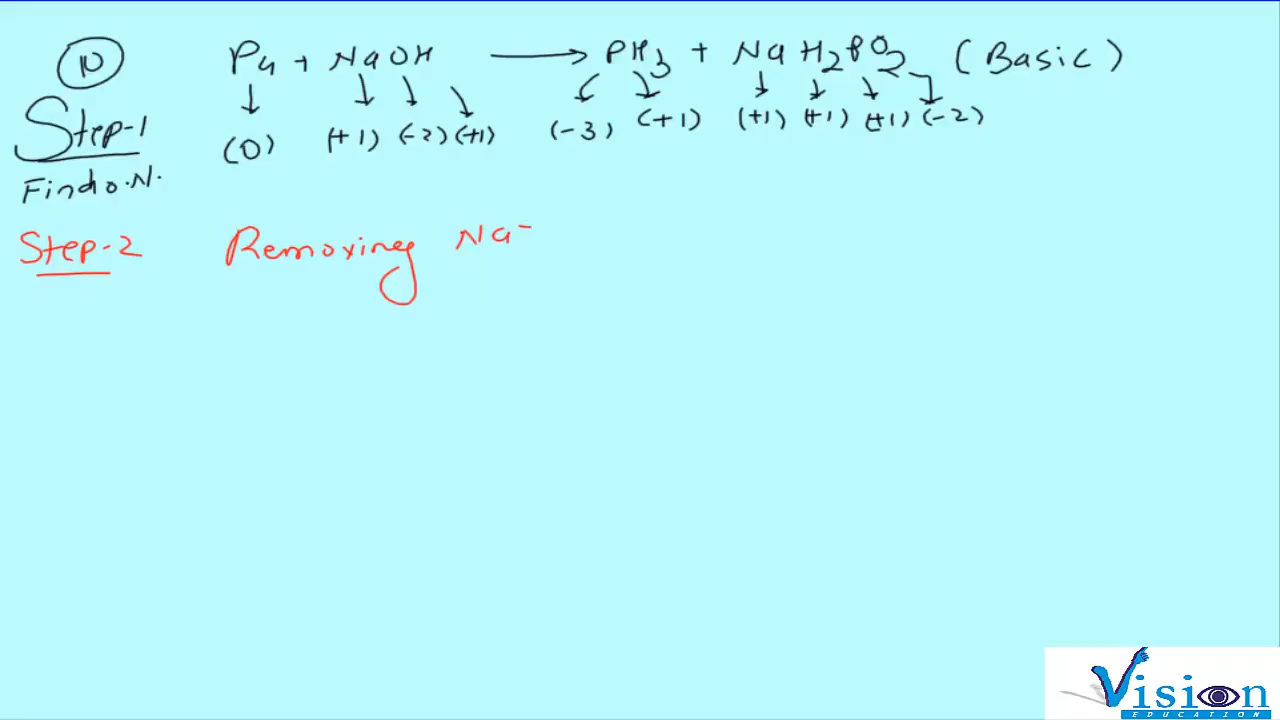 10 P4 + NaOH ⟶ PH3 + NaH2PO2 (Basic)
Step-1 (0) (+1) (-2) (+1) (-3) (+1) (+1) (+1) (+1) (-2)
Find O.N.
Step-2 Removing Na-
Vision
EDUCATION